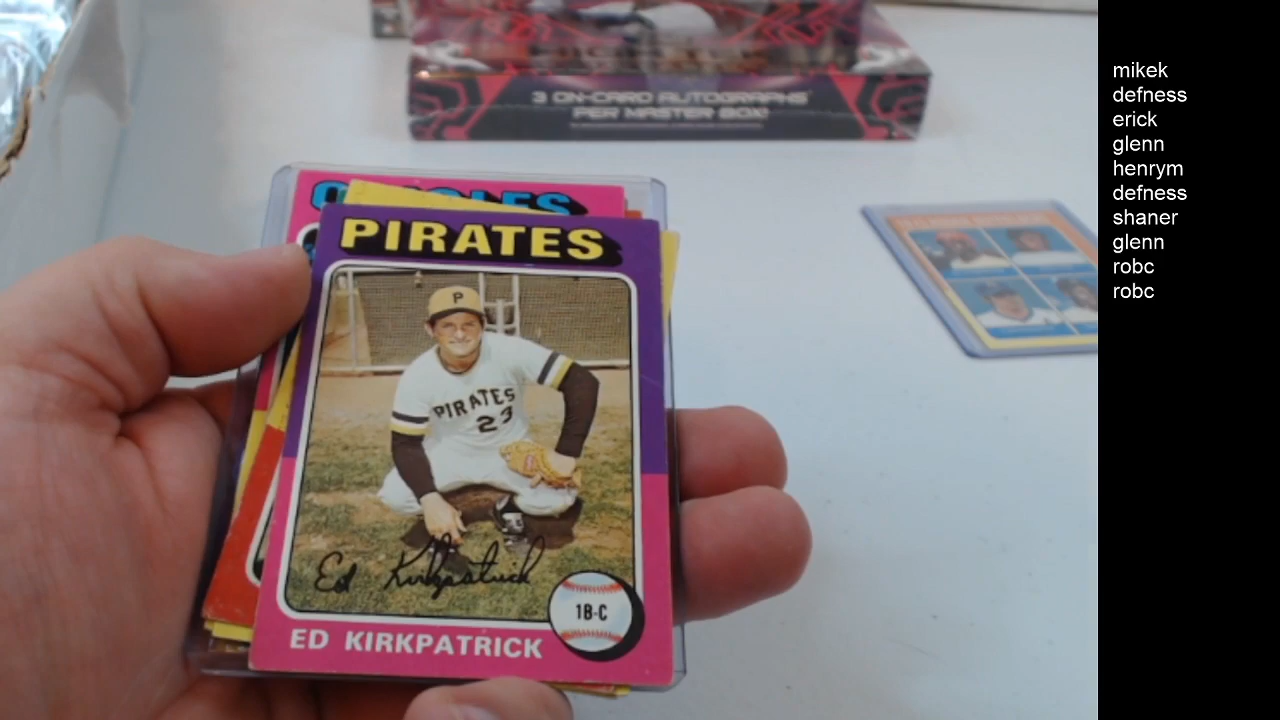 3 ON-CARD AUTOGRAPHS
PER MASTER BOX!
PIRATES
P
PIRATES
23
Ed Kirkpatrick
1B-C
ED KIRKPATRICK
mikek
defness
erick
glenn
henrym
defness
shaner
glenn
robc
robc